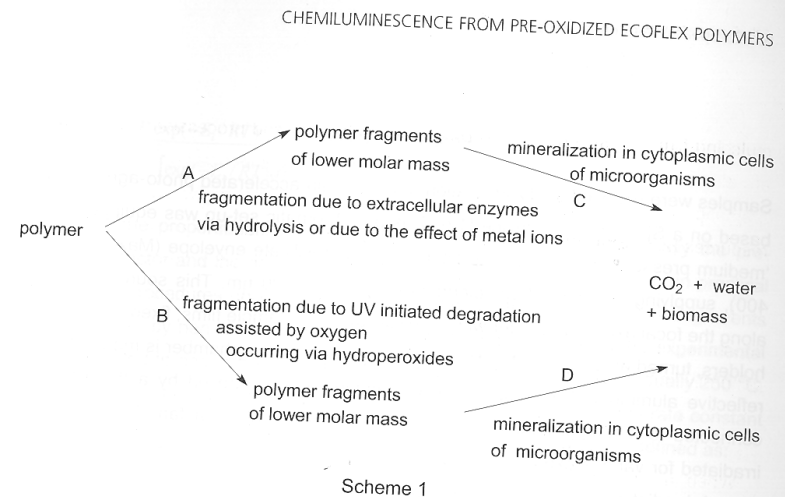 CHEMILUMINESCENCE FROM PRE-OXIDIZED ECOFLEX POLYMERS
polymer fragments
of lower molar mass
mineralization in cytoplasmic cells
of microorganisms
A
C
fragmentation due to extracellular enzymes
via hydrolysis or due to the effect of metal ions
polymer
CO₂ + water
+ biomass
B
fragmentation due to UV initiated degradation
assisted by oxygen
occurring via hydroperoxides
D
polymer fragments
of lower molar mass
mineralization in cytoplasmic cells
of microorganisms
Scheme 1